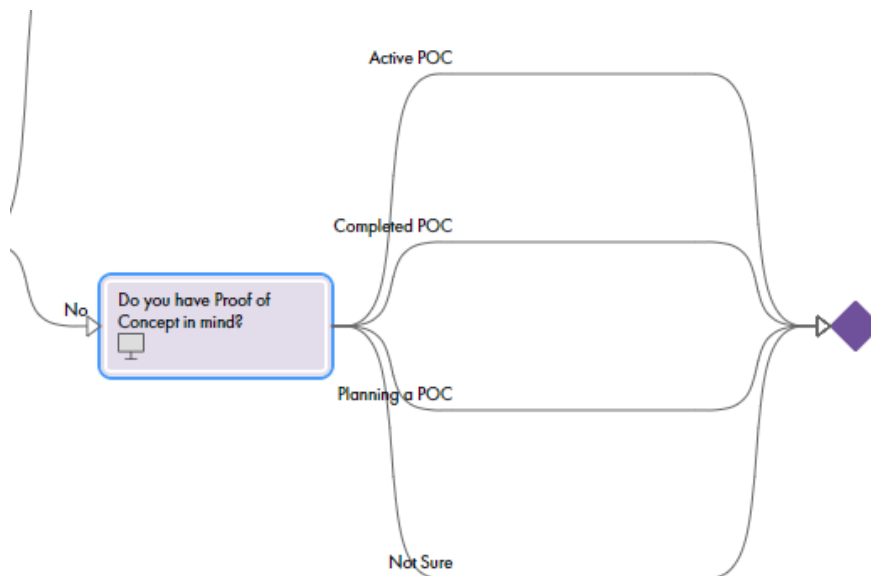 Active POC
Completed POC
No
Do you have Proof of
Concept in mind?
Planning a POC
Not Sure